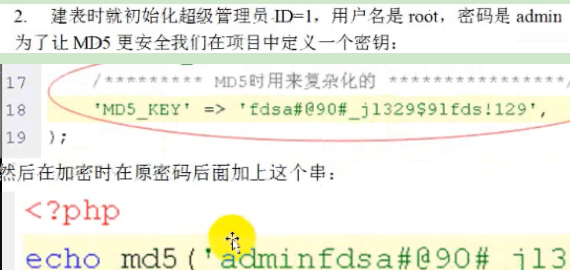 2. 建表时就初始化超级管理员 ID=1，用户名是 root，密码是 admin
为了让 MD5 更安全我们在项目中定义一个密钥：
17 /********* MD5时用来复杂化的 ****************/
18 'MD5_KEY' => 'fdsa#@90#_jl329$9lfds!129',
19 );
然后在加密时在原密码后面加上这个串：
<?php
echo md5('adminfdsa#@90#_jl3